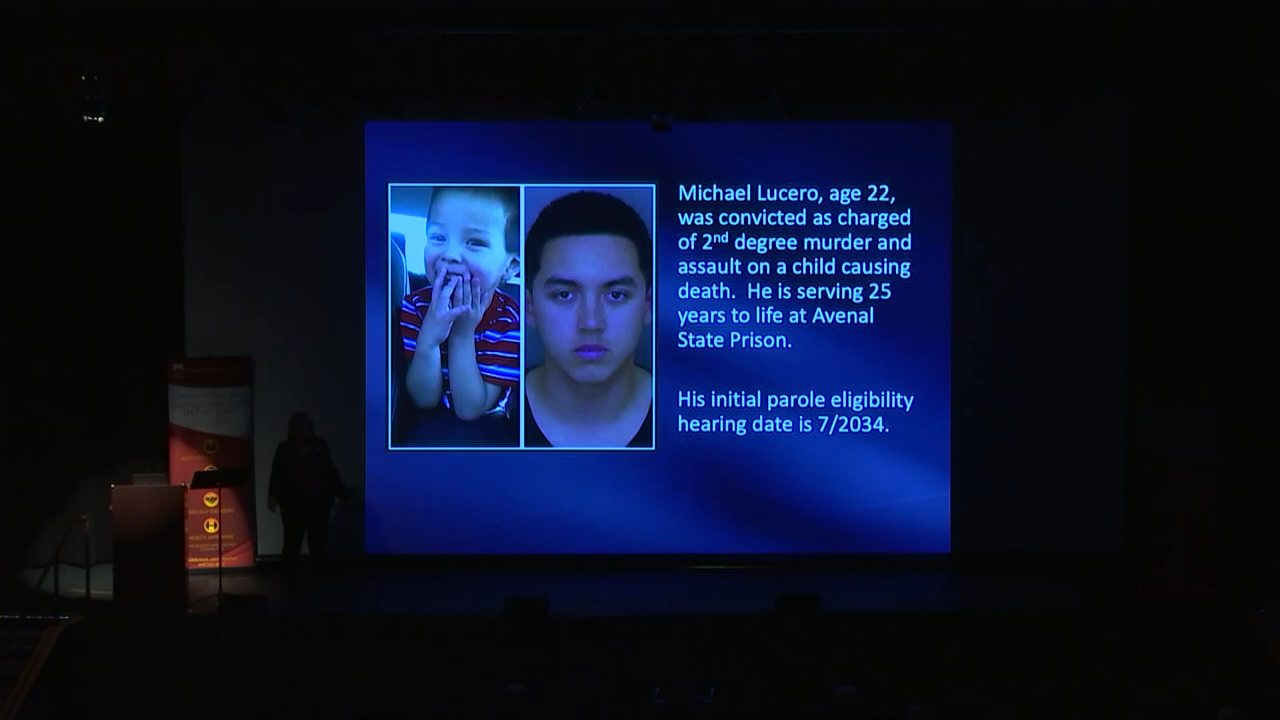 Michael Lucero, age 22,
was convicted as charged
of 2nd degree murder and
assault on a child causing
death.  He is serving 25
years to life at Avenal
State Prison.
His initial parole eligibility
hearing date is 7/2034.